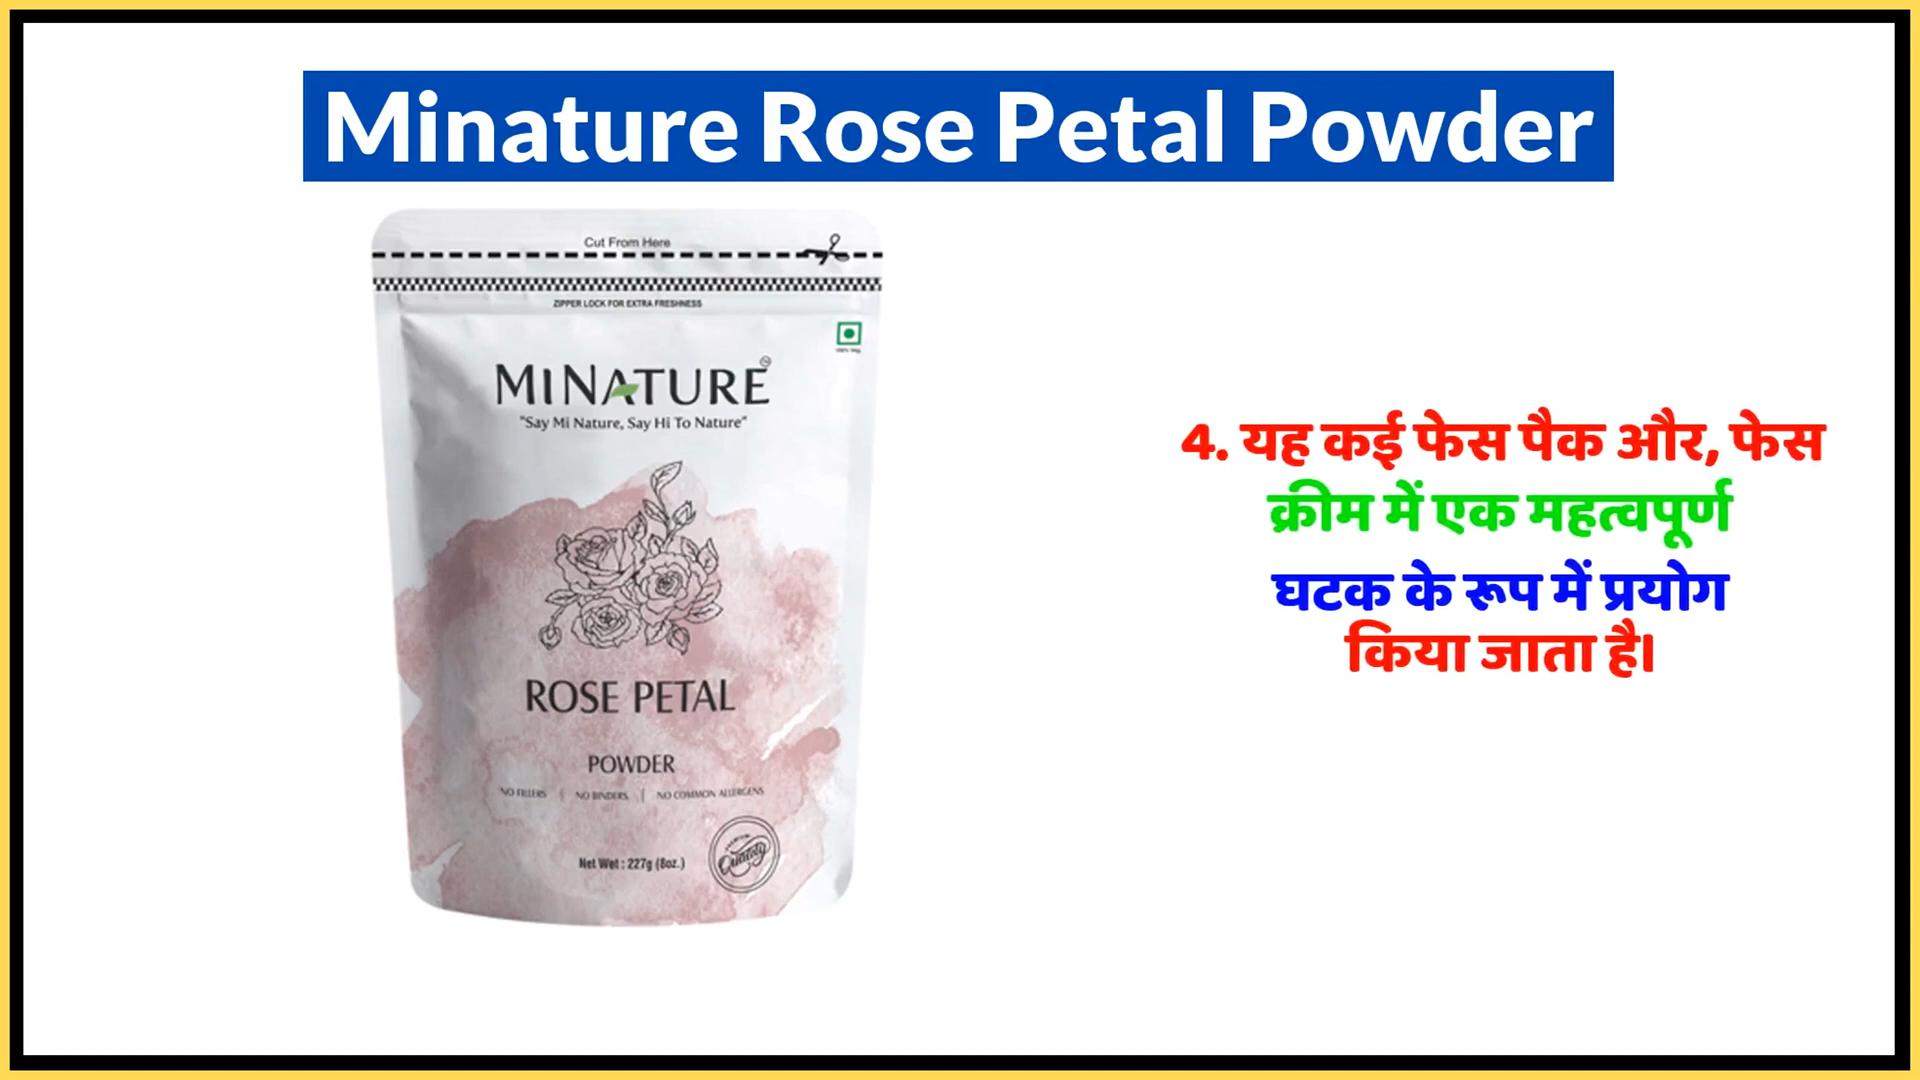 Minature Rose Petal Powder
Cut From Here
ZIPPER LOCK FOR EXTRA FRESHNESS
MINATURE
"Say Mi Nature, Say Hi To Nature"
4. यह कई फेस पैक और, फेस
क्रीम में एक महत्वपूर्ण
घटक के रूप में प्रयोग
किया जाता है।
ROSE PETAL
POWDER
NO FILLERS | NO BINDERS | NO COMMON ALLERGENS
Net Wet : 227g (8oz.)
PREMIUM
Quality